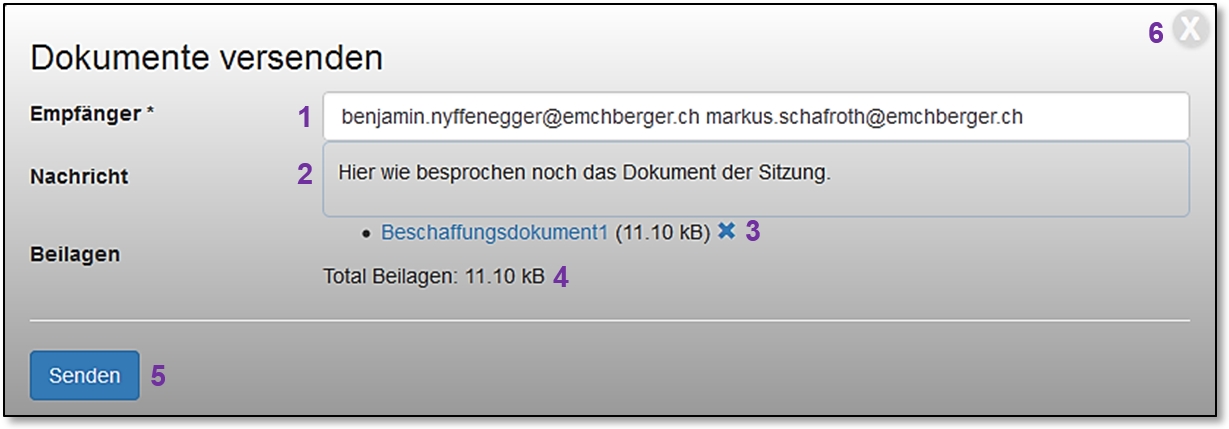 6 X
Dokumente versenden
Empfänger * 1 benjamin.nyffenegger@emchberger.ch markus.schafroth@emchberger.ch
Nachricht 2 Hier wie besprochen noch das Dokument der Sitzung.
• Beschaffungsdokument1 (11.10 kB) ✖ 3
Beilagen
Total Beilagen: 11.10 kB 4
Senden 5